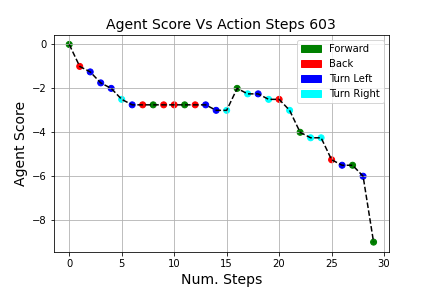 Agent Score Vs Action Steps 603
Forward
Back
Turn Left
Turn Right
Agent Score
0
−2
−4
−6
−8
0 5 10 15 20 25 30
Num. Steps